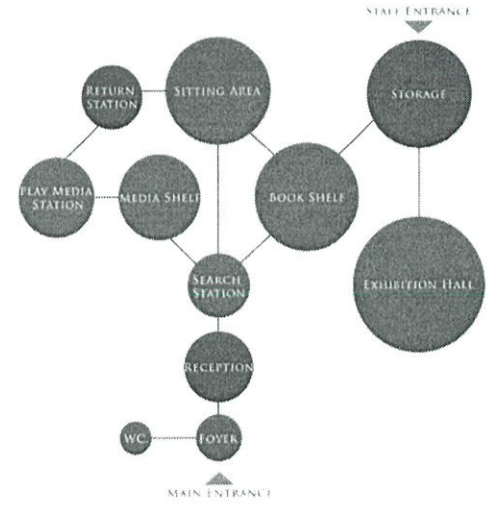 STAFF ENTRANCE
RETURN
STATION
SITTING AREA
STORAGE
PLAY MEDIA
STATION
MEDIA SHELF
BOOK SHELF
SEARCH
STATION
EXHIBITION HALL
RECEPTION
WC
FOYER
MAIN ENTRANCE